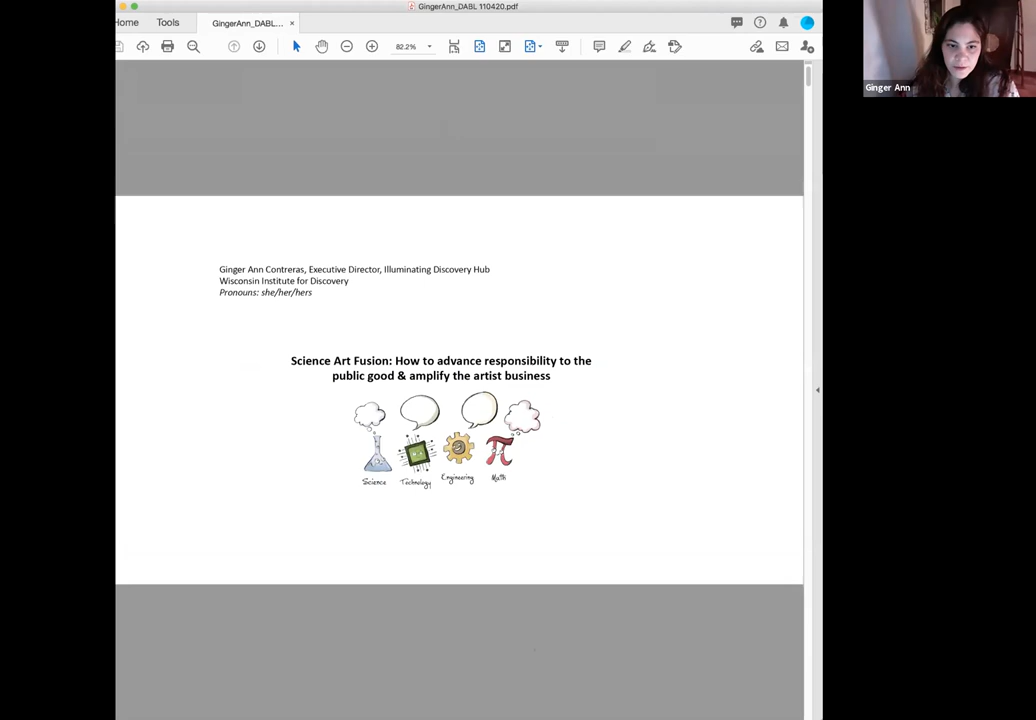 GingerAnn_DABL 110420.pdf
Home
Tools
GingerAnn_DABL...
82.2%
Ginger Ann
Ginger Ann Contreras, Executive Director, Illuminating Discovery Hub
Wisconsin Institute for Discovery
Pronouns: she/her/hers
Science Art Fusion: How to advance responsibility to the
public good & amplify the artist business
Science
Technology
Engineering
Math